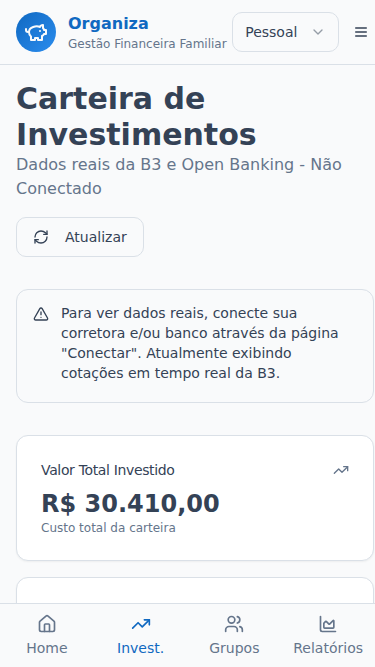 Organiza
Gestão Financeira Familiar
Pessoal
Carteira de
Investimentos
Dados reais da B3 e Open Banking - Não
Conectado
Atualizar
Para ver dados reais, conecte sua
corretora e/ou banco através da página
"Conectar". Atualmente exibindo
cotações em tempo real da B3.
Valor Total Investido
R$ 30.410,00
Custo total da carteira
Home
Invest.
Grupos
Relatórios